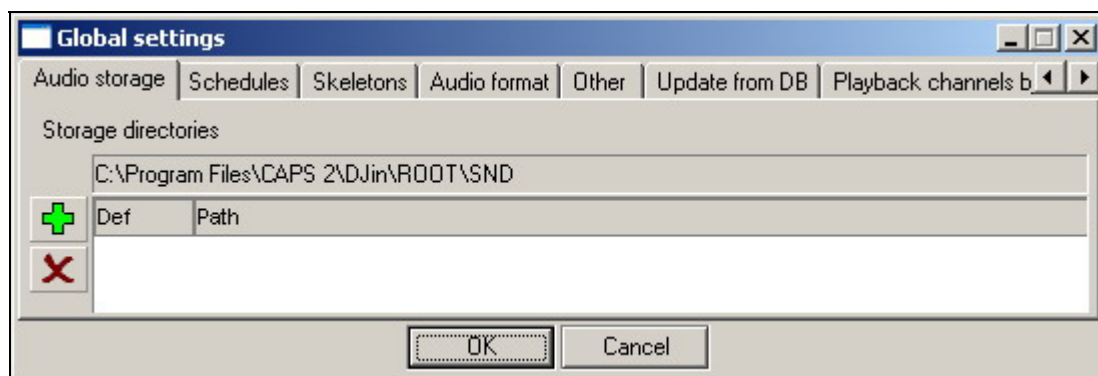 Global settings
Audio storage Schedules Skeletons Audio format Other Update from DB Playback channels b
Storage directories
C:\Program Files\CAPS 2\DJin\ROOT\SND
Def Path
OK Cancel